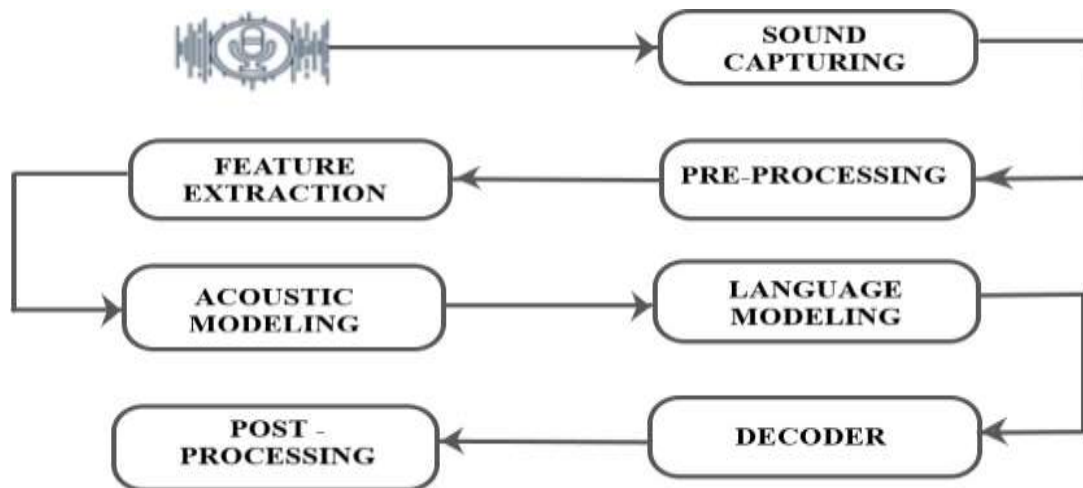 SOUND
CAPTURING
PRE-PROCESSING
FEATURE
EXTRACTION
ACOUSTIC
MODELING
LANGUAGE
MODELING
DECODER
POST -
PROCESSING